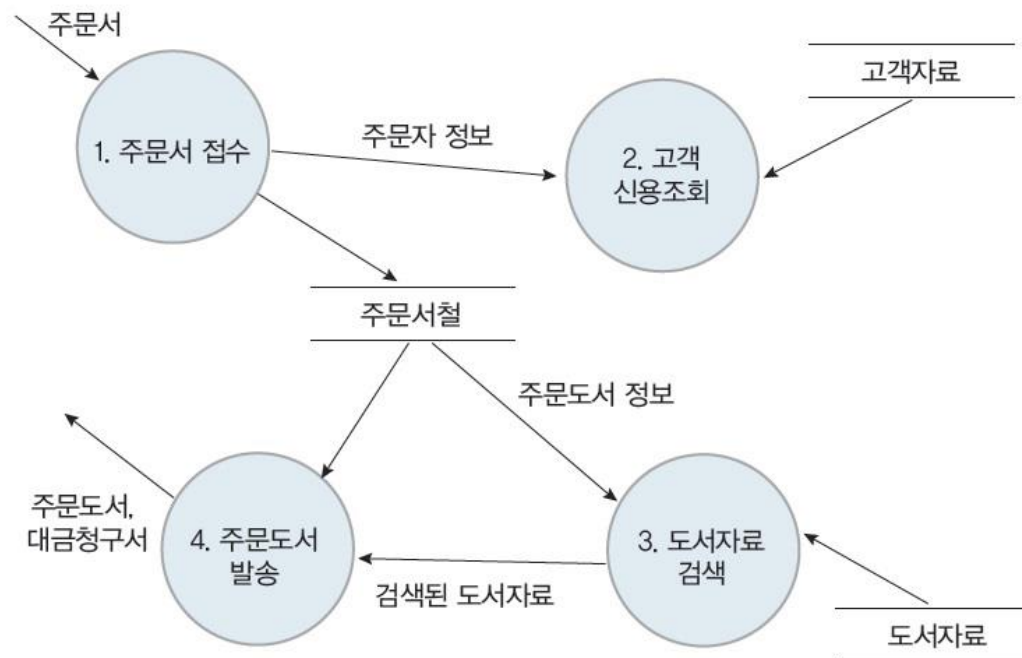 주문서
고객자료
1. 주문서 접수
주문자 정보
2. 고객
신용조회
주문서철
주문도서 정보
주문도서,
대금청구서
4. 주문도서
발송
검색된 도서자료
3. 도서자료
검색
도서자료